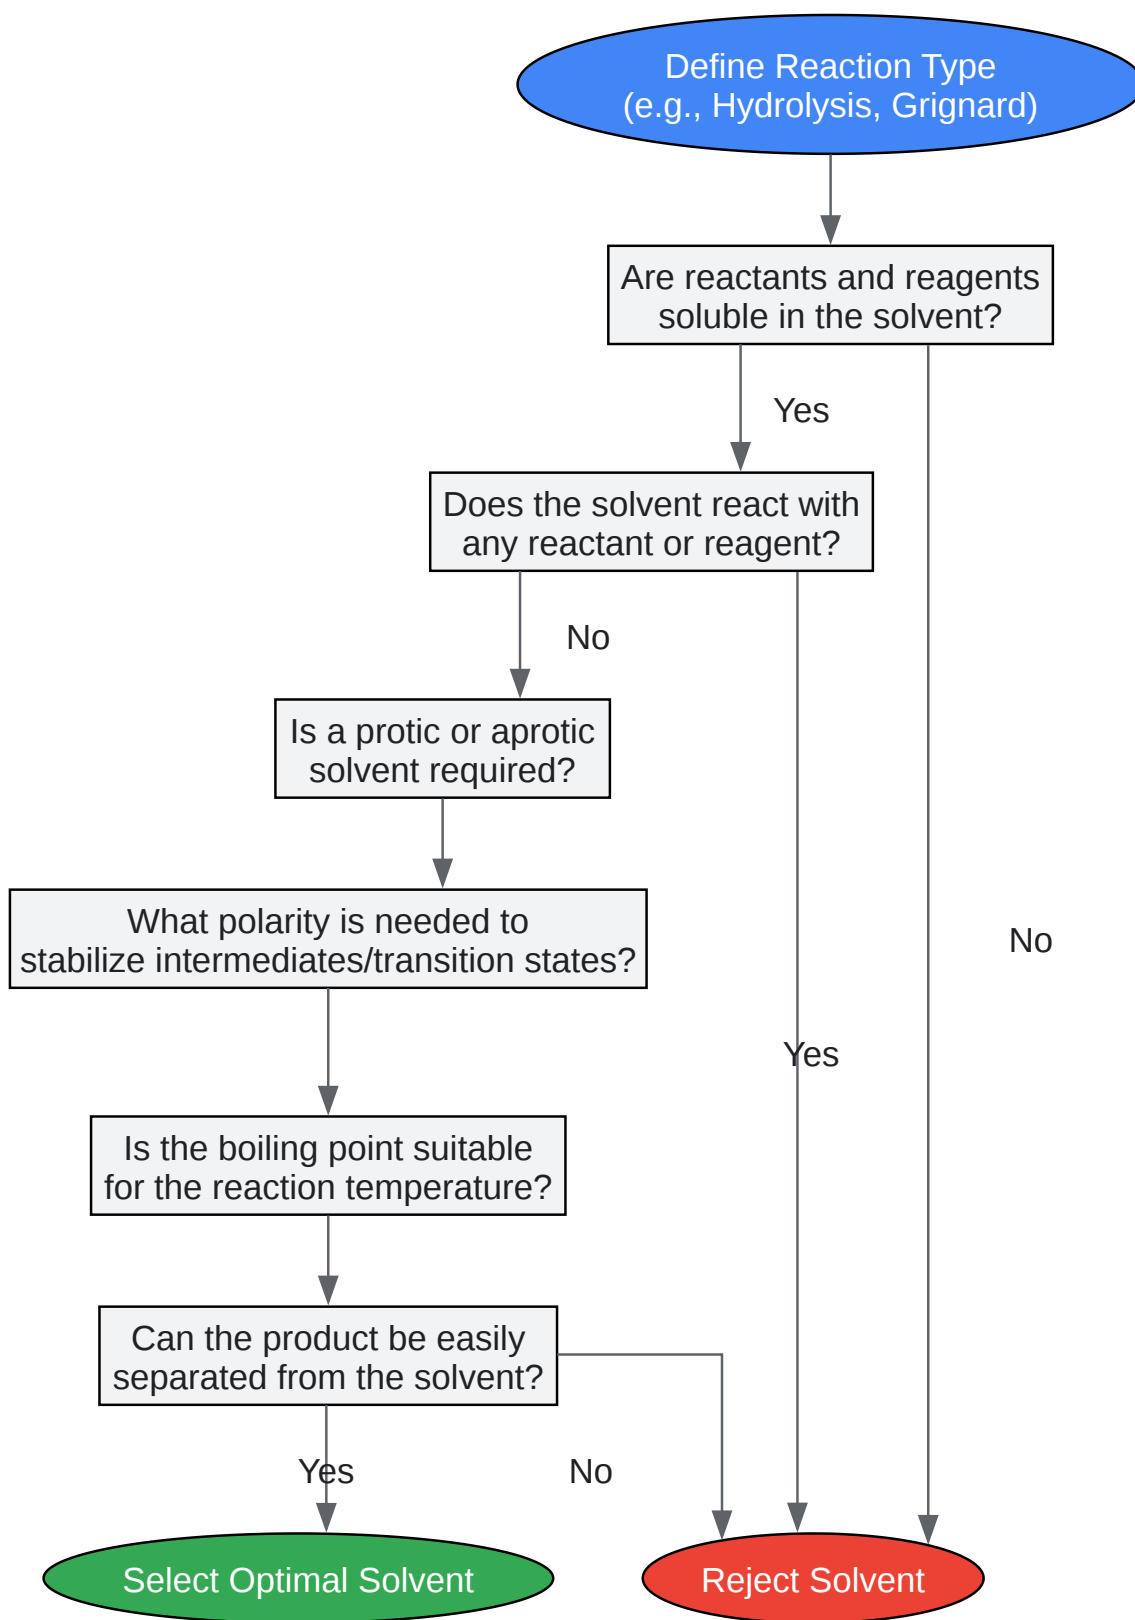 Define Reaction Type
(e.g., Hydrolysis, Grignard)
Are reactants and reagents
soluble in the solvent?
Yes
Does the solvent react with
any reactant or reagent?
No
Is a protic or aprotic
solvent required?
What polarity is needed to
stabilize intermediates/transition states?
No
Yes
Is the boiling point suitable
for the reaction temperature?
Can the product be easily
separated from the solvent?
Yes
No
Select Optimal Solvent
Reject Solvent